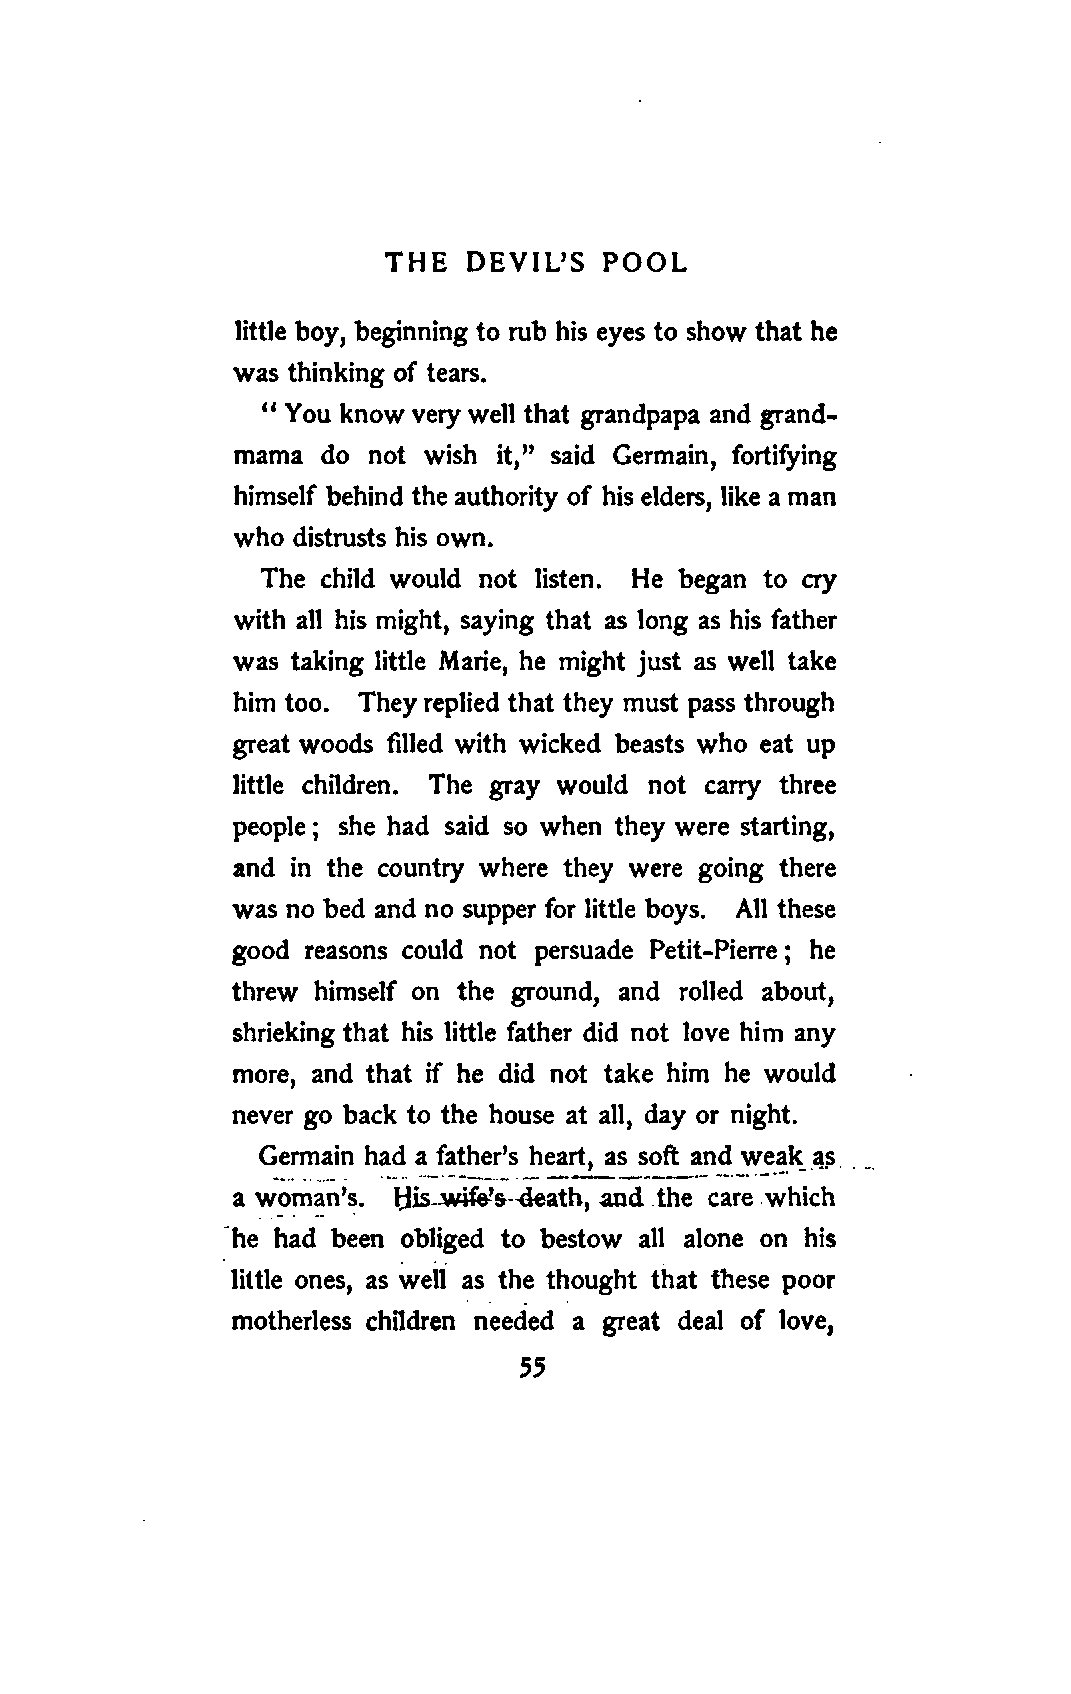 THE DEVIL'S POOL
little boy, beginning to rub his eyes to show that he
was thinking of tears.
“ You know very well that grandpapa and grand-
mama do not wish it,” said Germain, fortifying
himself behind the authority of his elders, like a man
who distrusts his own.
The child would not listen. He began to cry
with all his might, saying that as long as his father
was taking little Marie, he might just as well take
him too. They replied that they must pass through
great woods filled with wicked beasts who eat up
little children. The gray would not carry three
people ; she had said so when they were starting,
and in the country where they were going there
was no bed and no supper for little boys. All these
good reasons could not persuade Petit-Pierre ; he
threw himself on the ground, and rolled about,
shrieking that his little father did not love him any
more, and that if he did not take him he would
never go back to the house at all, day or night.
Germain had a father's heart, as soft and weak as
a woman's. His wife's death, and the care which
he had been obliged to bestow all alone on his
little ones, as well as the thought that these poor
motherless children needed a great deal of love,
55